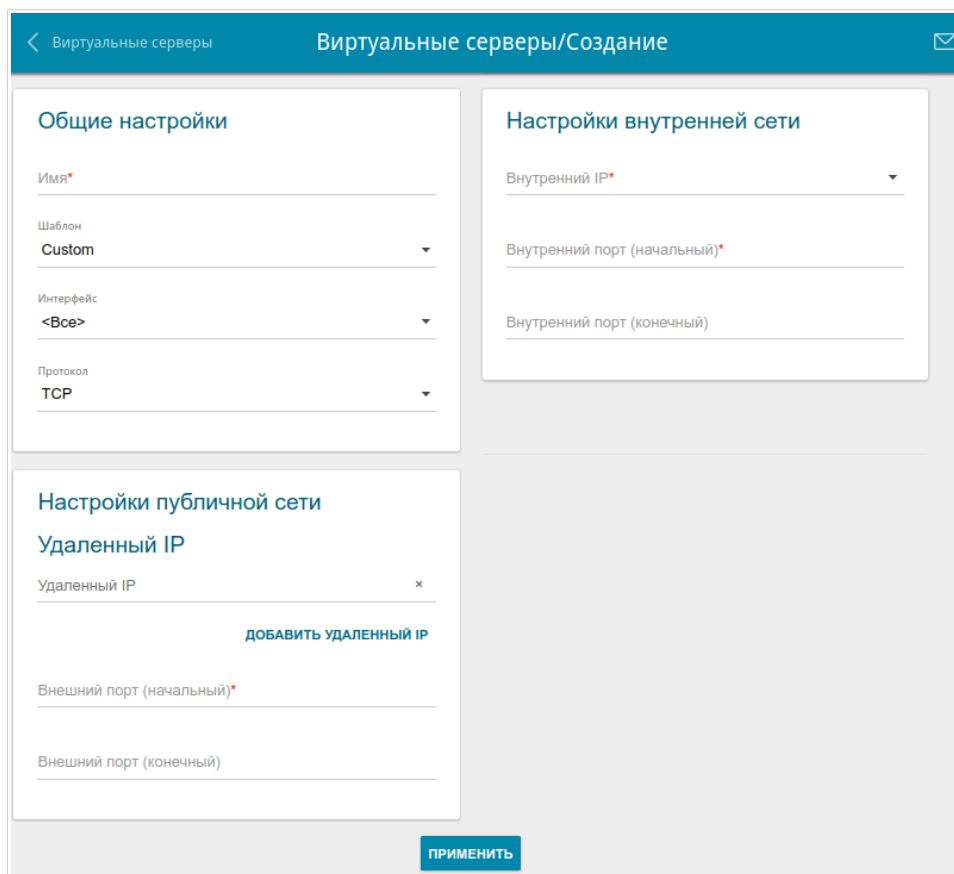 Виртуальные серверы
Виртуальные серверы/Создание
Общие настройки
Имя*
Шаблон
Custom
Интерфейс
<Все>
Протокол
TCP
Настройки внутренней сети
Внутренний IP*
Внутренний порт (начальный)*
Внутренний порт (конечный)
Настройки публичной сети
Удаленный IP
Удаленный IP
ДОБАВИТЬ УДАЛЕННЫЙ IP
Внешний порт (начальный)*
Внешний порт (конечный)
ПРИМЕНИТЬ